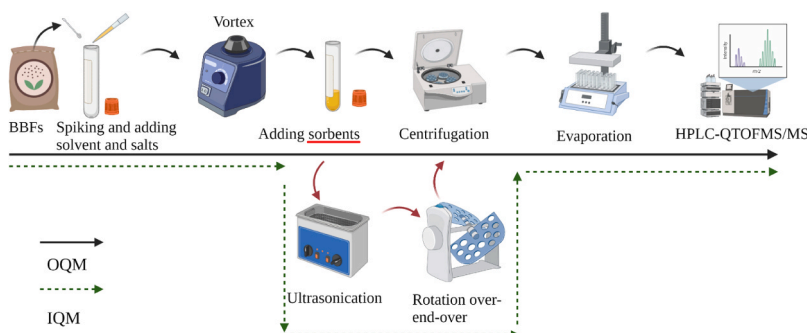 Vortex
BBFs
Spiking and adding
solvent and salts
Adding sorbents
Centrifugation
Evaporation
Intensity
m/z
HPLC-QTOFMS/MS
OQM
IQM
Ultrasonication
Rotation over-
end-over